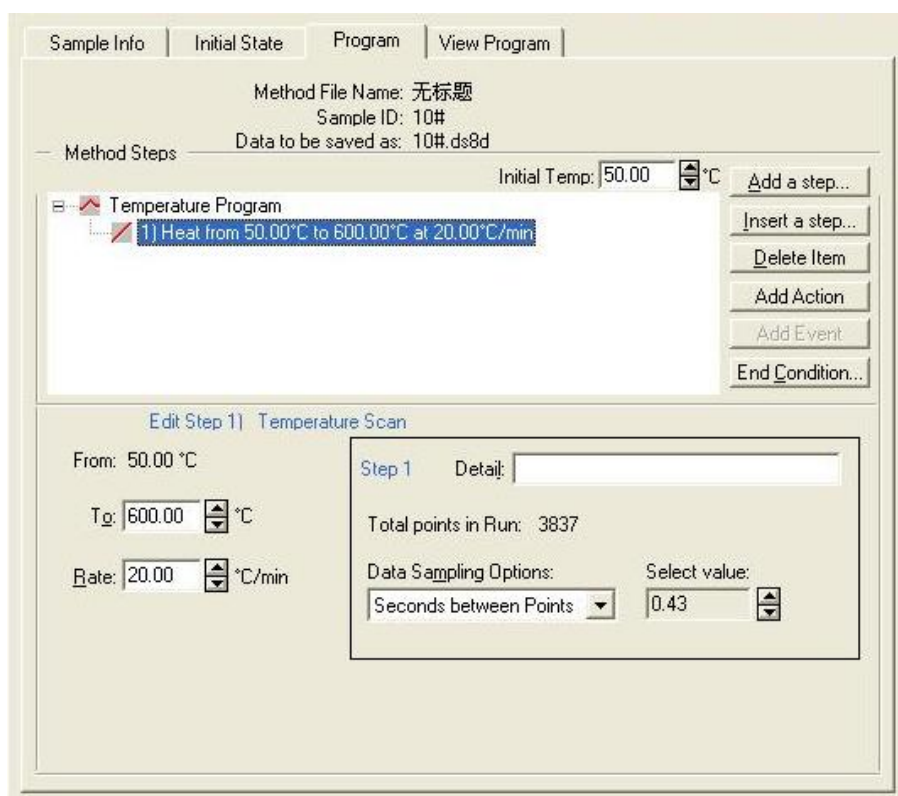 Sample Info Initial State Program View Program
Method File Name: 无标题
Sample ID: 10#
Data to be saved as: 10#.ds8d
Method Steps
Initial Temp: 50.00 °C
Add a step...
Temperature Program
Insert a step...
1) Heat from 50.00°C to 600.00°C at 20.00°C/min
Delete Item
Add Action
Add Event
End Condition...
Edit Step 1) Temperature Scan
From: 50.00 °C
Step 1 Detail:
To: 600.00 °C
Total points in Run: 3837
Rate: 20.00 °C/min
Data Sampling Options: Select value:
Seconds between Points 0.43